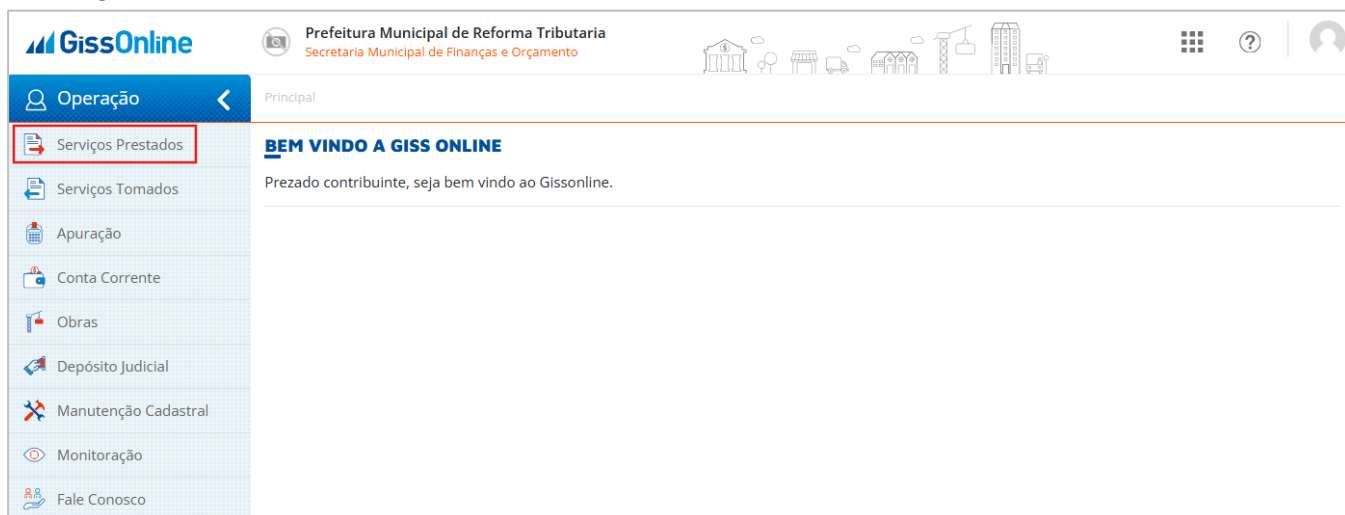 GissOnline
Prefeitura Municipal de Reforma Tributaria
Secretaria Municipal de Finanças e Orçamento
?
Operação
Principal
Serviços Prestados
BEM VINDO A GISS ONLINE
Serviços Tomados
Prezado contribuinte, seja bem vindo ao Gissonline.
Apuração
Conta Corrente
Obras
Depósito Judicial
Manutenção Cadastral
Monitoração
Fale Conosco